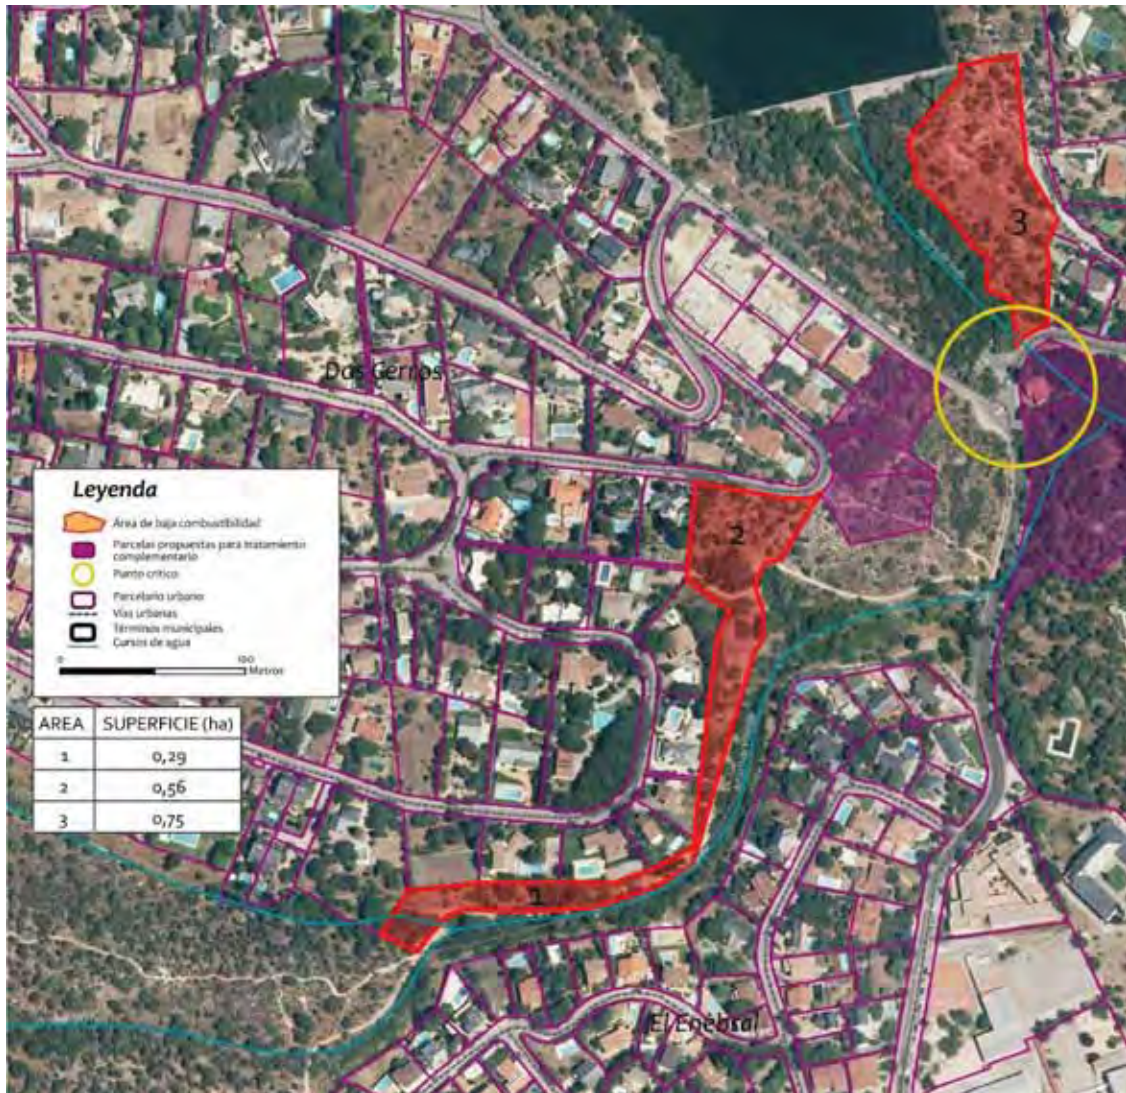 3
Dos Cerros
2
Leyenda
Área de baja combustibilidad
Parcelas propuestas para tratamiento
complementario
Punto crítico
Parcelario urbano
Vías urbanas
Términos municipales
Cursos de agua
0 100
Metros
AREA SUPERFICIE (ha)
1 0,29
2 0,56
3 0,75
1
El Enebral